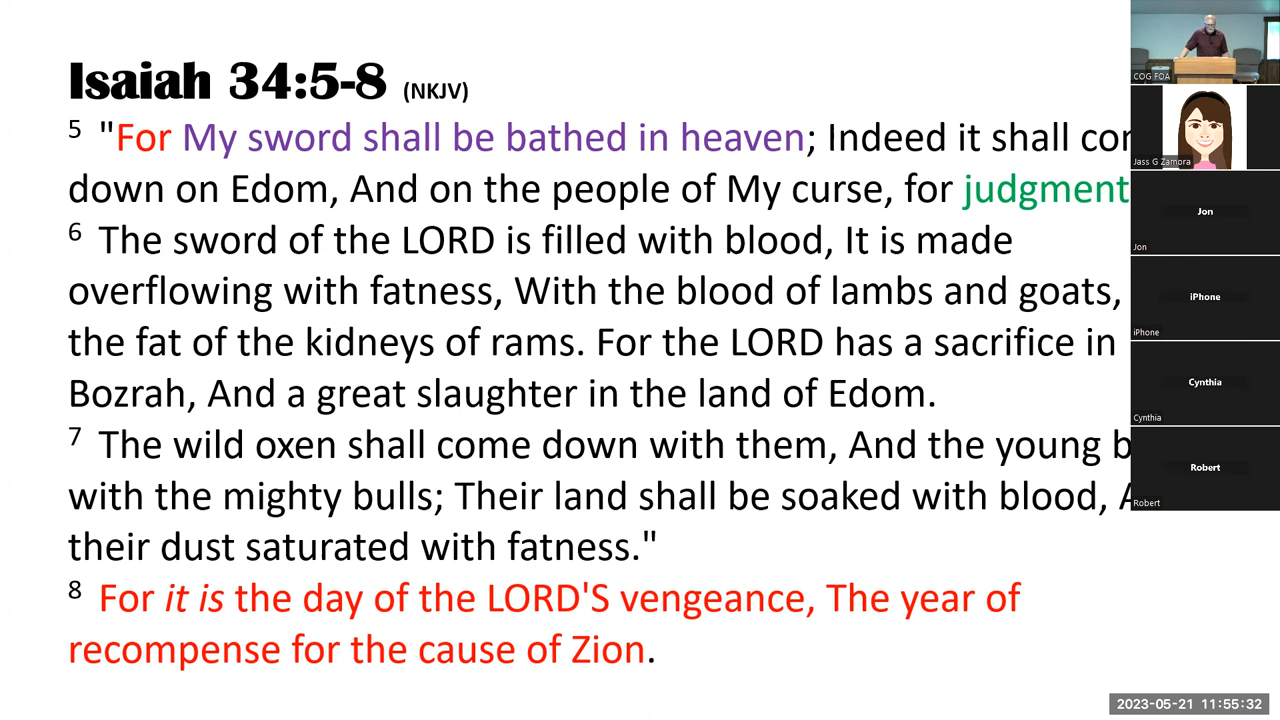 Isaiah 34:5-8 (NKJV)
5 "For My sword shall be bathed in heaven; Indeed it shall
down on Edom, And on the people of My curse, for judgment
6 The sword of the LORD is filled with blood, It is made
overflowing with fatness, With the blood of lambs and goats,
the fat of the kidneys of rams. For the LORD has a sacrifice in
Bozrah, And a great slaughter in the land of Edom.
7 The wild oxen shall come down with them, And the young
with the mighty bulls; Their land shall be soaked with blood,
their dust saturated with fatness."
8 For it is the day of the LORD'S vengeance, The year of
recompense for the cause of Zion.
COG FOA
Jass G Zamora
Jon
Jon
iPhone
iPhone
Cynthia
Cynthia
Robert
Robert
2023-05-21 11:55:32